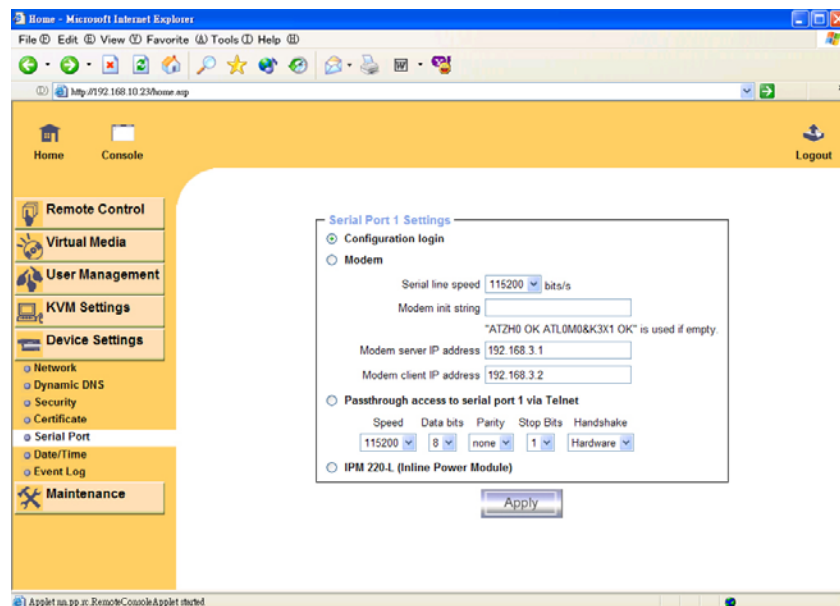 Home - Microsoft Internet Explorer
File (F) Edit (E) View (V) Favorite (A) Tools (T) Help (H)
(D) http://192.168.10.23/home.asp
Home Console Logout
Remote Control
Virtual Media
User Management
KVM Settings
Device Settings
Network
Dynamic DNS
Security
Certificate
Serial Port
Date/Time
Event Log
Maintenance
Serial Port 1 Settings
Configuration login
Modem
Serial line speed 115200 bits/s
Modem init string
"ATZH0 OK ATL0M0&K3X1 OK" is used if empty.
Modem server IP address 192.168.3.1
Modem client IP address 192.168.3.2
Passthrough access to serial port 1 via Telnet
Speed Data bits Parity Stop Bits Handshake
115200 8 none 1 Hardware
IPM 220-L (Inline Power Module)
Apply
Applet nn.pp.rc.RemoteConsoleApplet started